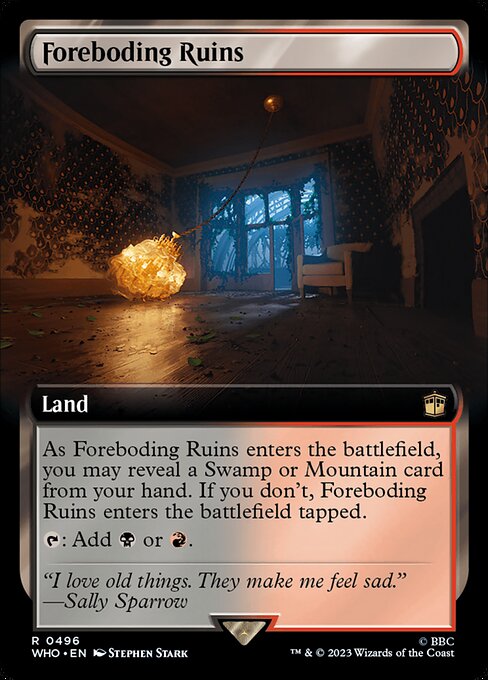 Foreboding Ruins
Land
As Foreboding Ruins enters the battlefield,
you may reveal a Swamp or Mountain card
from your hand. If you don't, Foreboding
Ruins enters the battlefield tapped.
: Add or .
"I love old things. They make me feel sad."
—Sally Sparrow
R 0496
WHO • EN Stephen Stark
© BBC
™ & © 2023 Wizards of the Coast